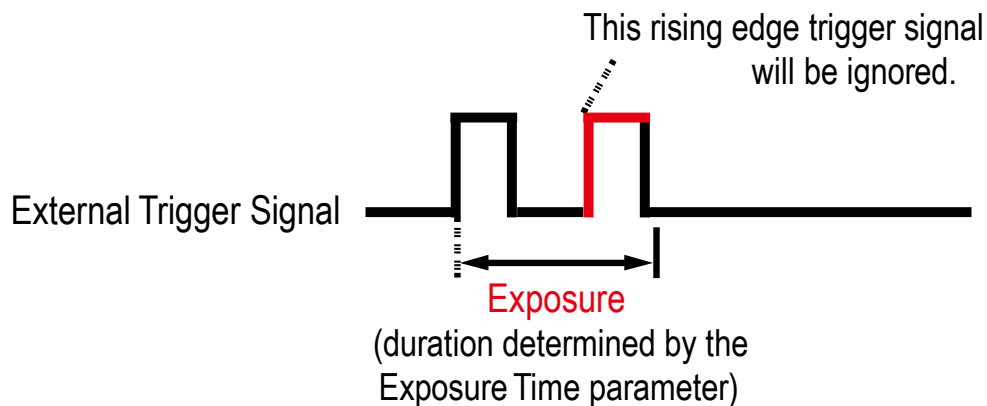 This rising edge trigger signal
will be ignored.
External Trigger Signal
Exposure
(duration determined by the
Exposure Time parameter)